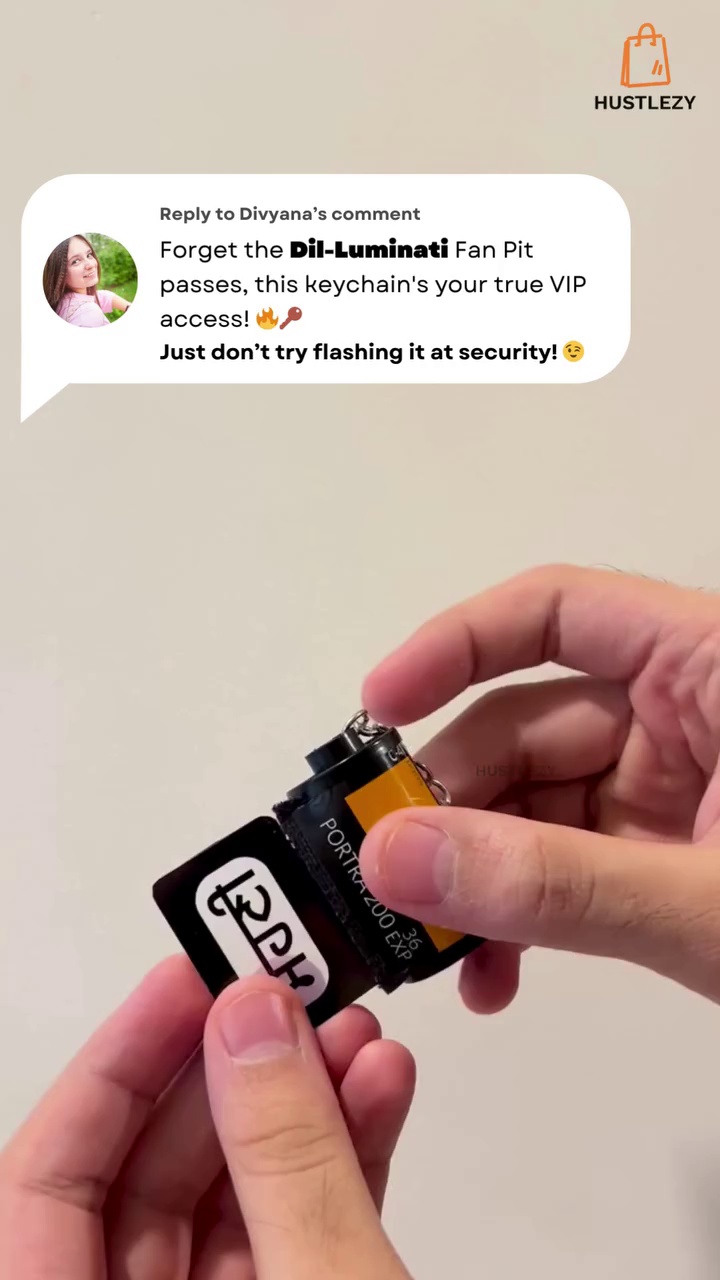 HUSTLEZY
Reply to Divyana’s comment
Forget the Dil-Luminati Fan Pit
passes, this keychain's your true VIP
access! 🔥🔑
Just don’t try flashing it at security! 😉
HUSTLEZY
PORTRA 200
36
EXP